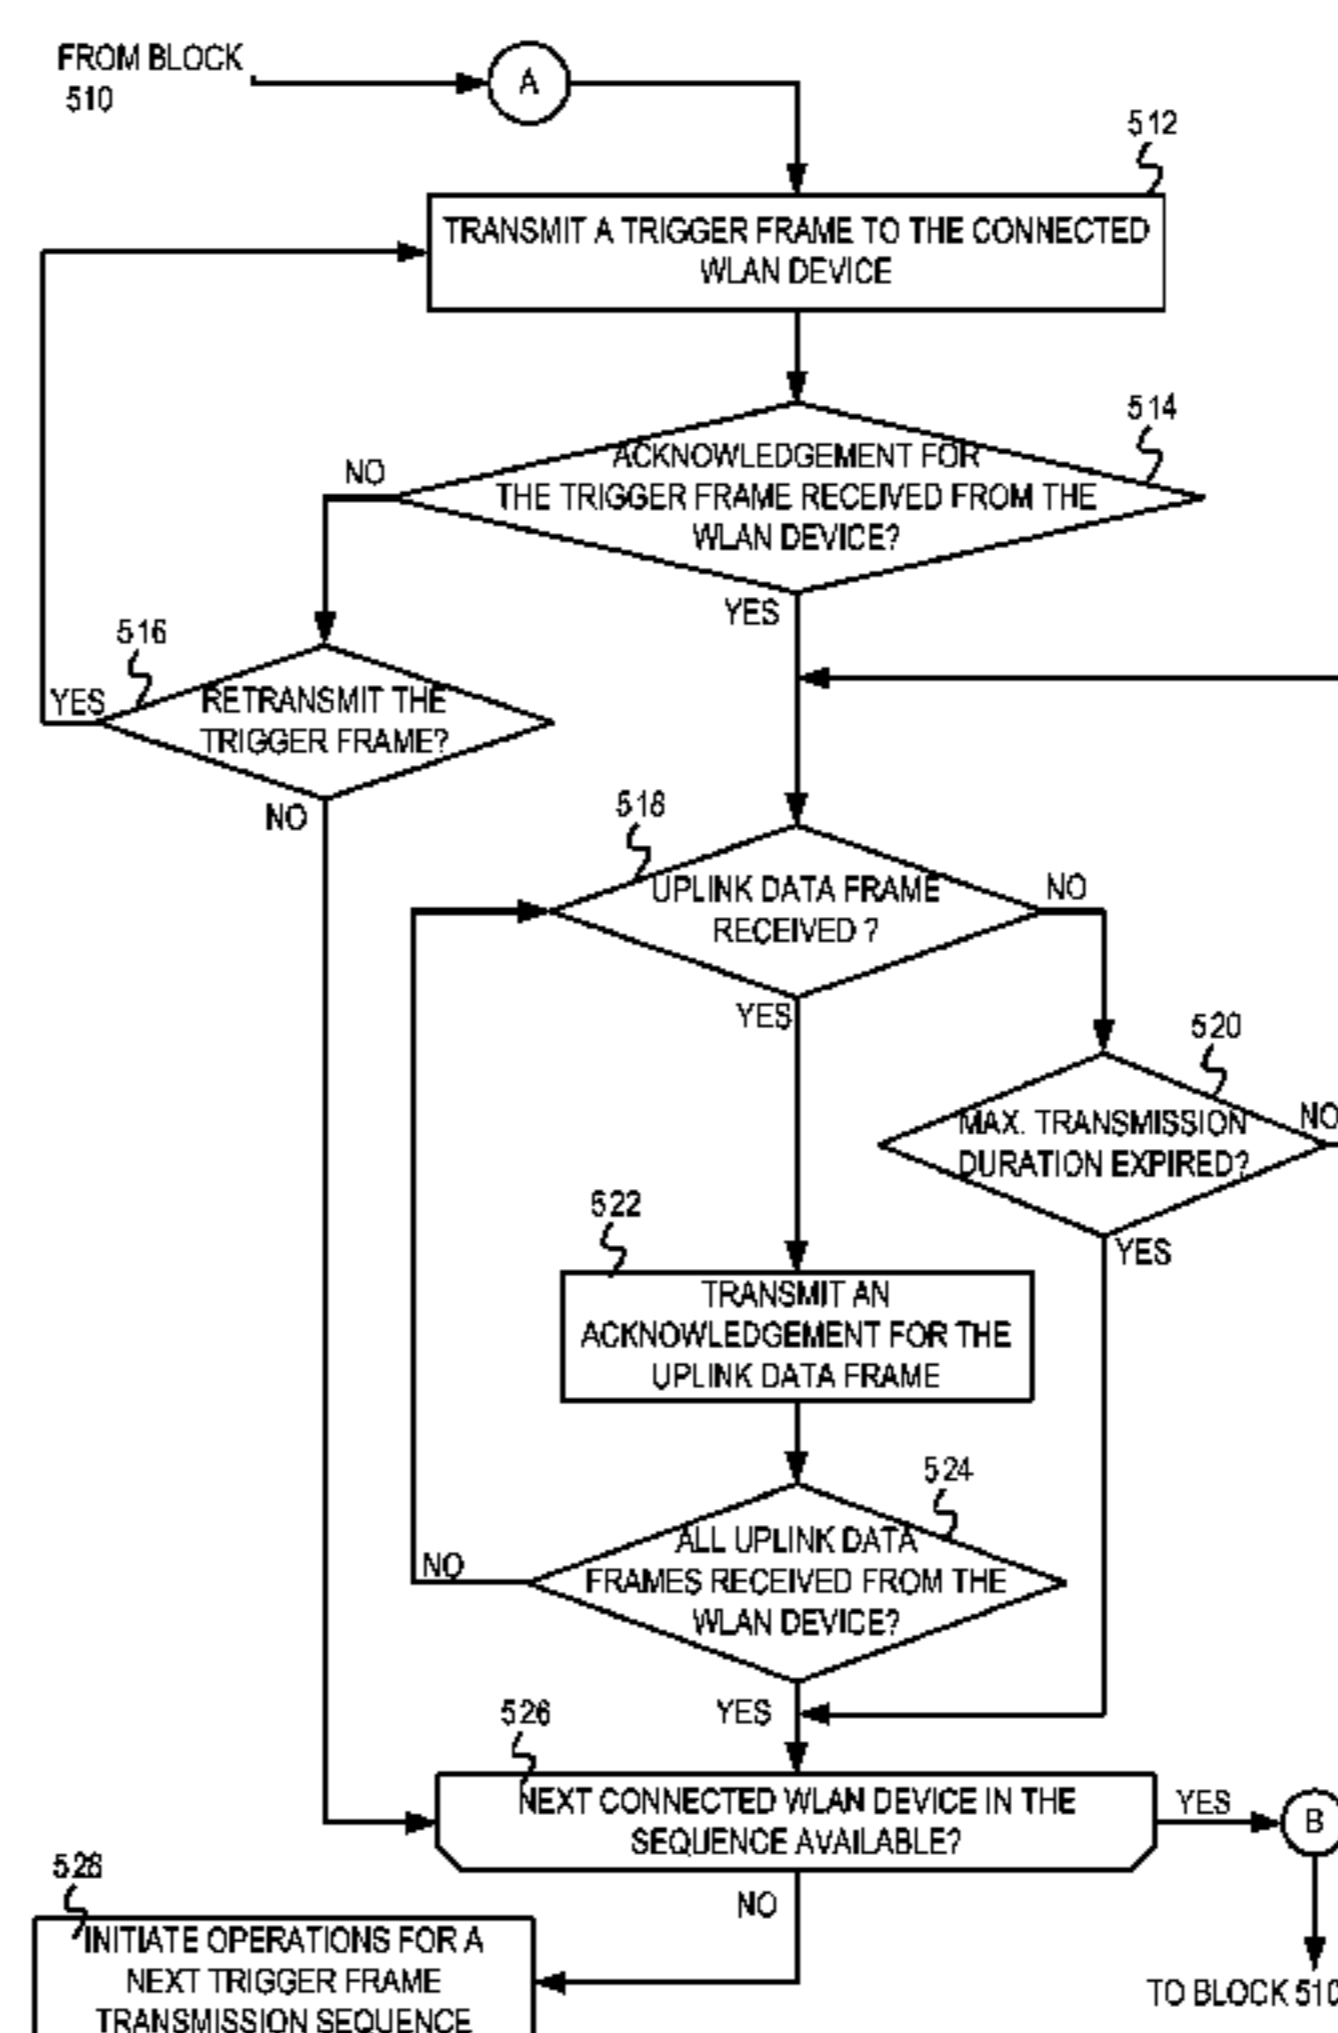 FROM BLOCK
510
A
512
TRANSMIT A TRIGGER FRAME TO THE CONNECTED
WLAN DEVICE
514
NO
ACKNOWLEDGEMENT FOR
THE TRIGGER FRAME RECEIVED FROM THE
WLAN DEVICE?
YES
516
YES
RETRANSMIT THE
TRIGGER FRAME?
NO
518
UPLINK DATA FRAME
RECEIVED ?
NO
YES
520
MAX. TRANSMISSION
DURATION EXPIRED?
NO
YES
522
TRANSMIT AN
ACKNOWLEDGEMENT FOR THE
UPLINK DATA FRAME
524
ALL UPLINK DATA
FRAMES RECEIVED FROM THE
WLAN DEVICE?
NO
YES
526
NEXT CONNECTED WLAN DEVICE IN THE
SEQUENCE AVAILABLE?
YES
B
NO
528
INITIATE OPERATIONS FOR A
NEXT TRIGGER FRAME
TRANSMISSION SEQUENCE
TO BLOCK 510